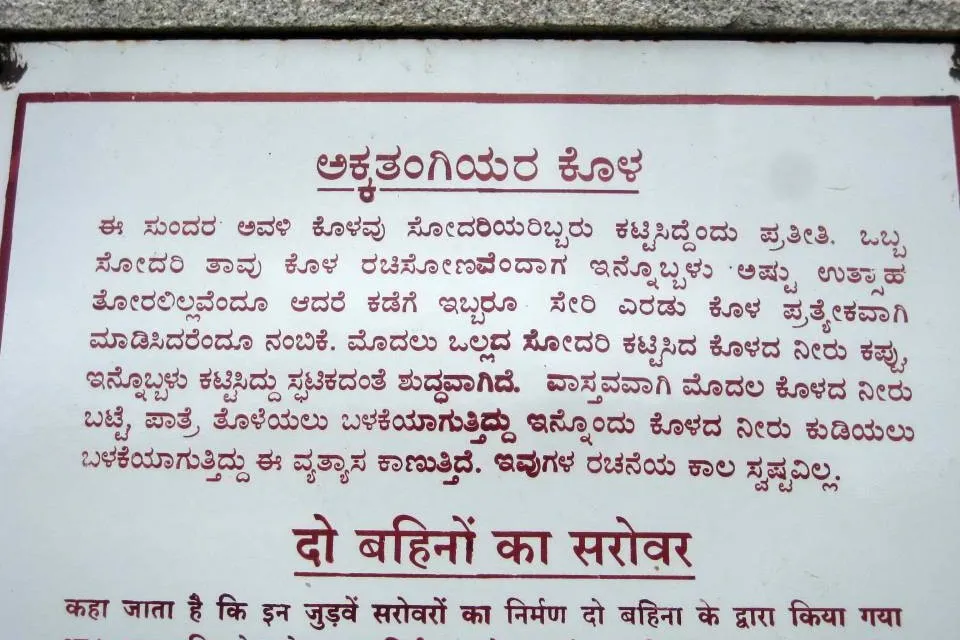 ಅಕ್ಕತಂಗಿಯರ ಕೊಳ
ಈ ಸುಂದರ ಅವಳಿ ಕೊಳವು ಸೋದರಿಯರಿಬ್ಬರು ಕಟ್ಟಿಸಿದ್ದೆಂದು ಪ್ರತೀತಿ. ಒಬ್ಬ
ಸೋದರಿ ತಾವು ಕೊಳ ರಚಿಸೋಣವೆಂದಾಗ ಇನ್ನೊಬ್ಬಳು ಅಷ್ಟು ಉತ್ಸಾಹ
ತೋರಲಿಲ್ಲವೆಂದೂ ಆದರೆ ಕಡೆಗೆ ಇಬ್ಬರೂ ಸೇರಿ ಎರಡು ಕೊಳ ಪ್ರತ್ಯೇಕವಾಗಿ
ಮಾಡಿಸಿದರೆಂದೂ ನಂಬಿಕೆ. ಮೊದಲು ಒಲ್ಲದ ಸೋದರಿ ಕಟ್ಟಿಸಿದ ಕೊಳದ ನೀರು ಕಪ್ಪು,
ಇನ್ನೊಬ್ಬಳು ಕಟ್ಟಿಸಿದ್ದು ಸ್ಫಟಿಕದಂತೆ ಶುದ್ಧವಾಗಿದೆ. ವಾಸ್ತವವಾಗಿ ಮೊದಲ ಕೊಳದ ನೀರು
ಬಟ್ಟೆ, ಪಾತ್ರೆ ತೊಳೆಯಲು ಬಳಕೆಯಾಗುತ್ತಿದ್ದು ಇನ್ನೊಂದು ಕೊಳದ ನೀರು ಕುಡಿಯಲು
ಬಳಕೆಯಾಗುತ್ತಿದ್ದು ಈ ವ್ಯತ್ಯಾಸ ಕಾಣುತ್ತಿದೆ. ಇವುಗಳ ರಚನೆಯ ಕಾಲ ಸ್ವಷ್ಟವಿಲ್ಲ.
दो बहिनों का सरोवर
कहा जाता है कि इन जुड़वें सरोवरों का निर्मण दो बहिना के द्वारा किया गया